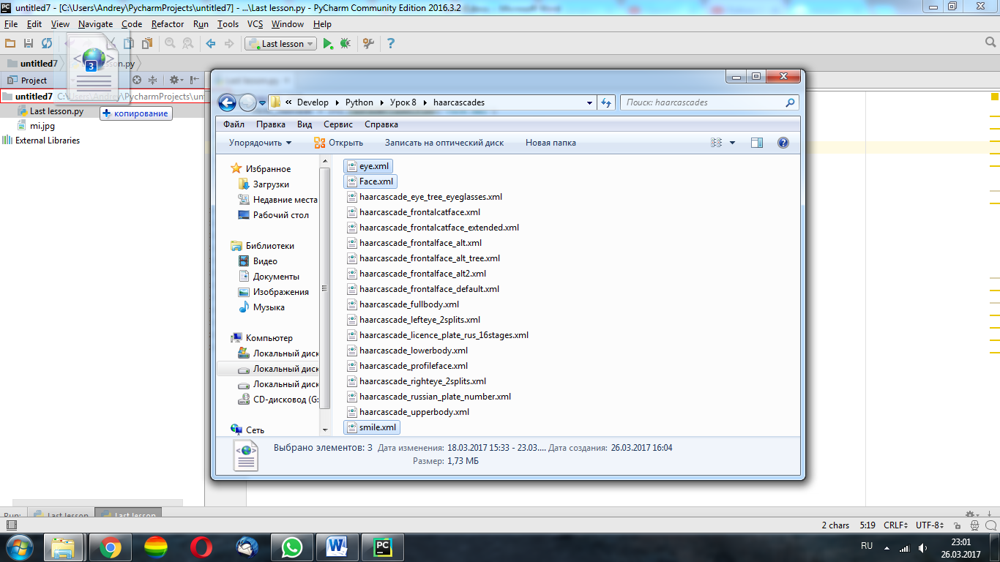 untitled7 - [C:\Users\Andrey\PycharmProjects\untitled7] - ...\Last lesson.py - PyCharm Community Edition 2016.3.2
File Edit View Navigate Code Refactor Run Tools VCS Window Help
Last lesson
untitled7
Project
untitled7 C:\Users\Andrey\PycharmProjects\unt
3
Last lesson.py
копирование
mi.jpg
External Libraries
« Develop Python Урок 8 haarcascades
Поиск: haarcascades
Файл Правка Вид Сервис Справка
Упорядочить Открыть Записать на оптический диск Новая папка
Избранное
Загрузки
Недавние места
Рабочий стол
Библиотеки
Видео
Документы
Изображения
Музыка
Компьютер
Локальный диск
Локальный диск
Локальный диск
CD-дисковод (G:
Сеть
eye.xml
Face.xml
haarcascade_eye_tree_eyeglasses.xml
haarcascade_frontalcatface.xml
haarcascade_frontalcatface_extended.xml
haarcascade_frontalface_alt.xml
haarcascade_frontalface_alt_tree.xml
haarcascade_frontalface_alt2.xml
haarcascade_frontalface_default.xml
haarcascade_fullbody.xml
haarcascade_lefteye_2splits.xml
haarcascade_licence_plate_rus_16stages.xml
haarcascade_lowerbody.xml
haarcascade_profileface.xml
haarcascade_righteye_2splits.xml
haarcascade_russian_plate_number.xml
haarcascade_upperbody.xml
smile.xml
Выбрано элементов: 3 Дата изменения: 18.03.2017 15:33 - 23.03.... Дата создания: 26.03.2017 16:04
Размер: 1,73 МБ
Run: Last lesson Last lesson
2 chars 5:19 CRLF UTF-8
RU
23:01
26.03.2017